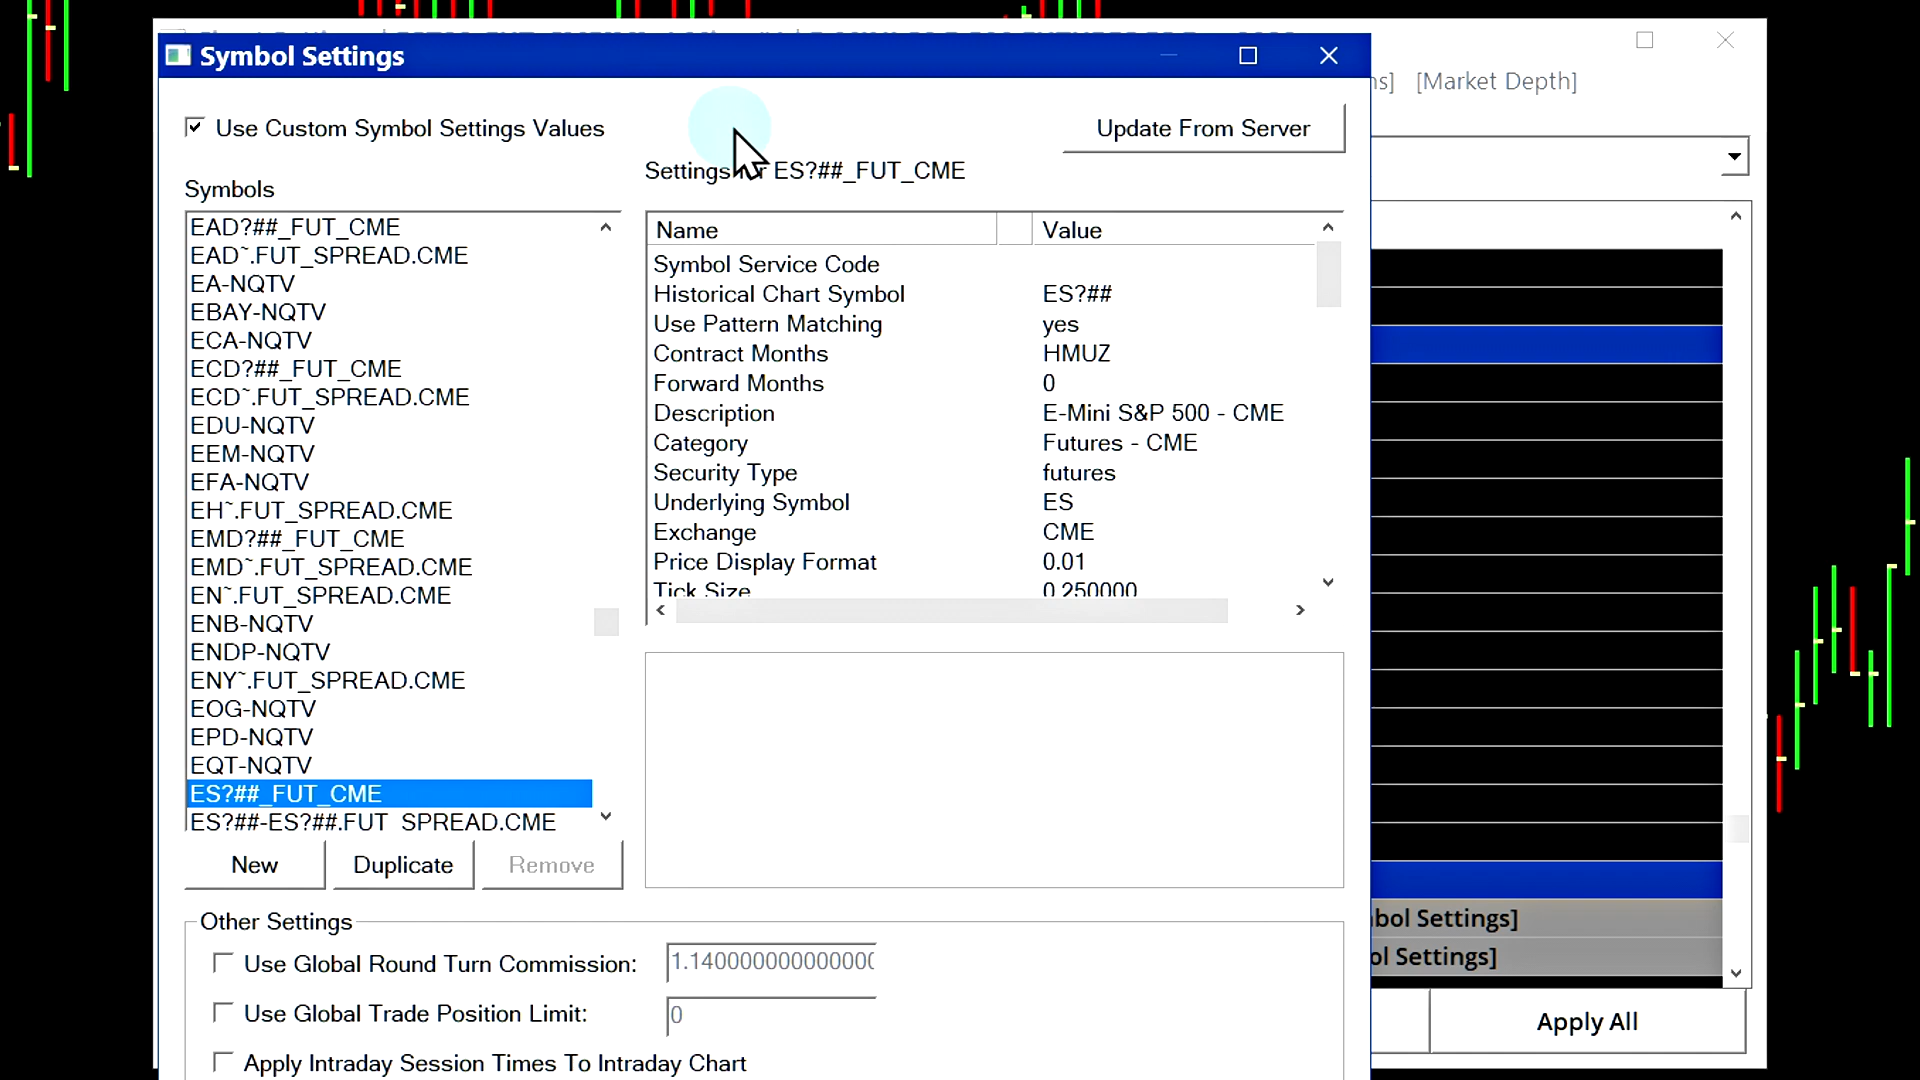 Symbol Settings
s] [Market Depth]
Use Custom Symbol Settings Values
Update From Server
Settings ES?##_FUT_CME
Symbols
EAD?##_FUT_CME
EAD~.FUT_SPREAD.CME
EA-NQTV
EBAY-NQTV
ECA-NQTV
ECD?##_FUT_CME
ECD~.FUT_SPREAD.CME
EDU-NQTV
EEM-NQTV
EFA-NQTV
EH~.FUT_SPREAD.CME
EMD?##_FUT_CME
EMD~.FUT_SPREAD.CME
EN~.FUT_SPREAD.CME
ENB-NQTV
ENDP-NQTV
ENY~.FUT_SPREAD.CME
EOG-NQTV
EPD-NQTV
EQT-NQTV
ES?##_FUT_CME
ES?##-ES?##.FUT_SPREAD.CME
New Duplicate Remove
Name Value
Symbol Service Code
Historical Chart Symbol ES?##
Use Pattern Matching yes
Contract Months HMUZ
Forward Months 0
Description E-Mini S&P 500 - CME
Category Futures - CME
Security Type futures
Underlying Symbol ES
Exchange CME
Price Display Format 0.01
Tick Size 0.250000
Other Settings
Use Global Round Turn Commission: 1.14000000000000
Use Global Trade Position Limit: 0
Apply Intraday Session Times To Intraday Chart
bol Settings]
ol Settings]
Apply All